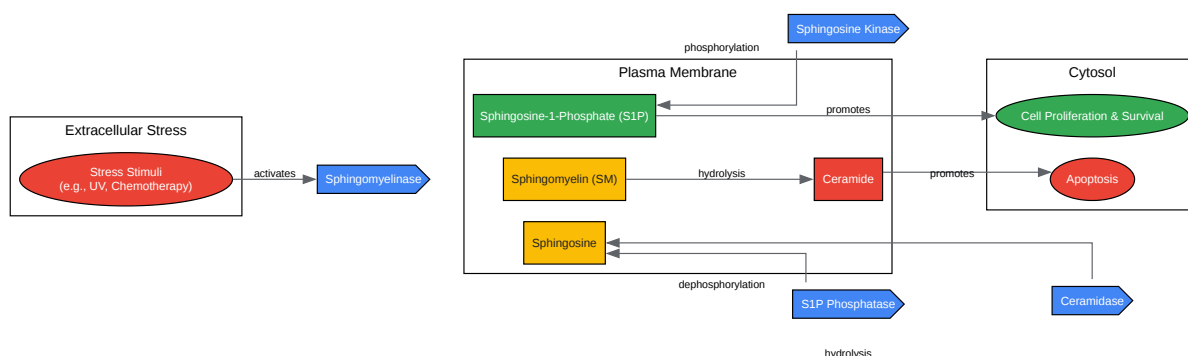 Sphingosine Kinase
phosphorylation
Plasma Membrane
Cytosol
Sphingosine-1-Phosphate (S1P)
promotes
Cell Proliferation & Survival
Extracellular Stress
Stress Stimuli
(e.g., UV, Chemotherapy)
activates
Sphingomyelinase
Sphingomyelin (SM)
hydrolysis
Ceramide
promotes
Apoptosis
Sphingosine
dephosphorylation
S1P Phosphatase
Ceramidase
hydrolysis